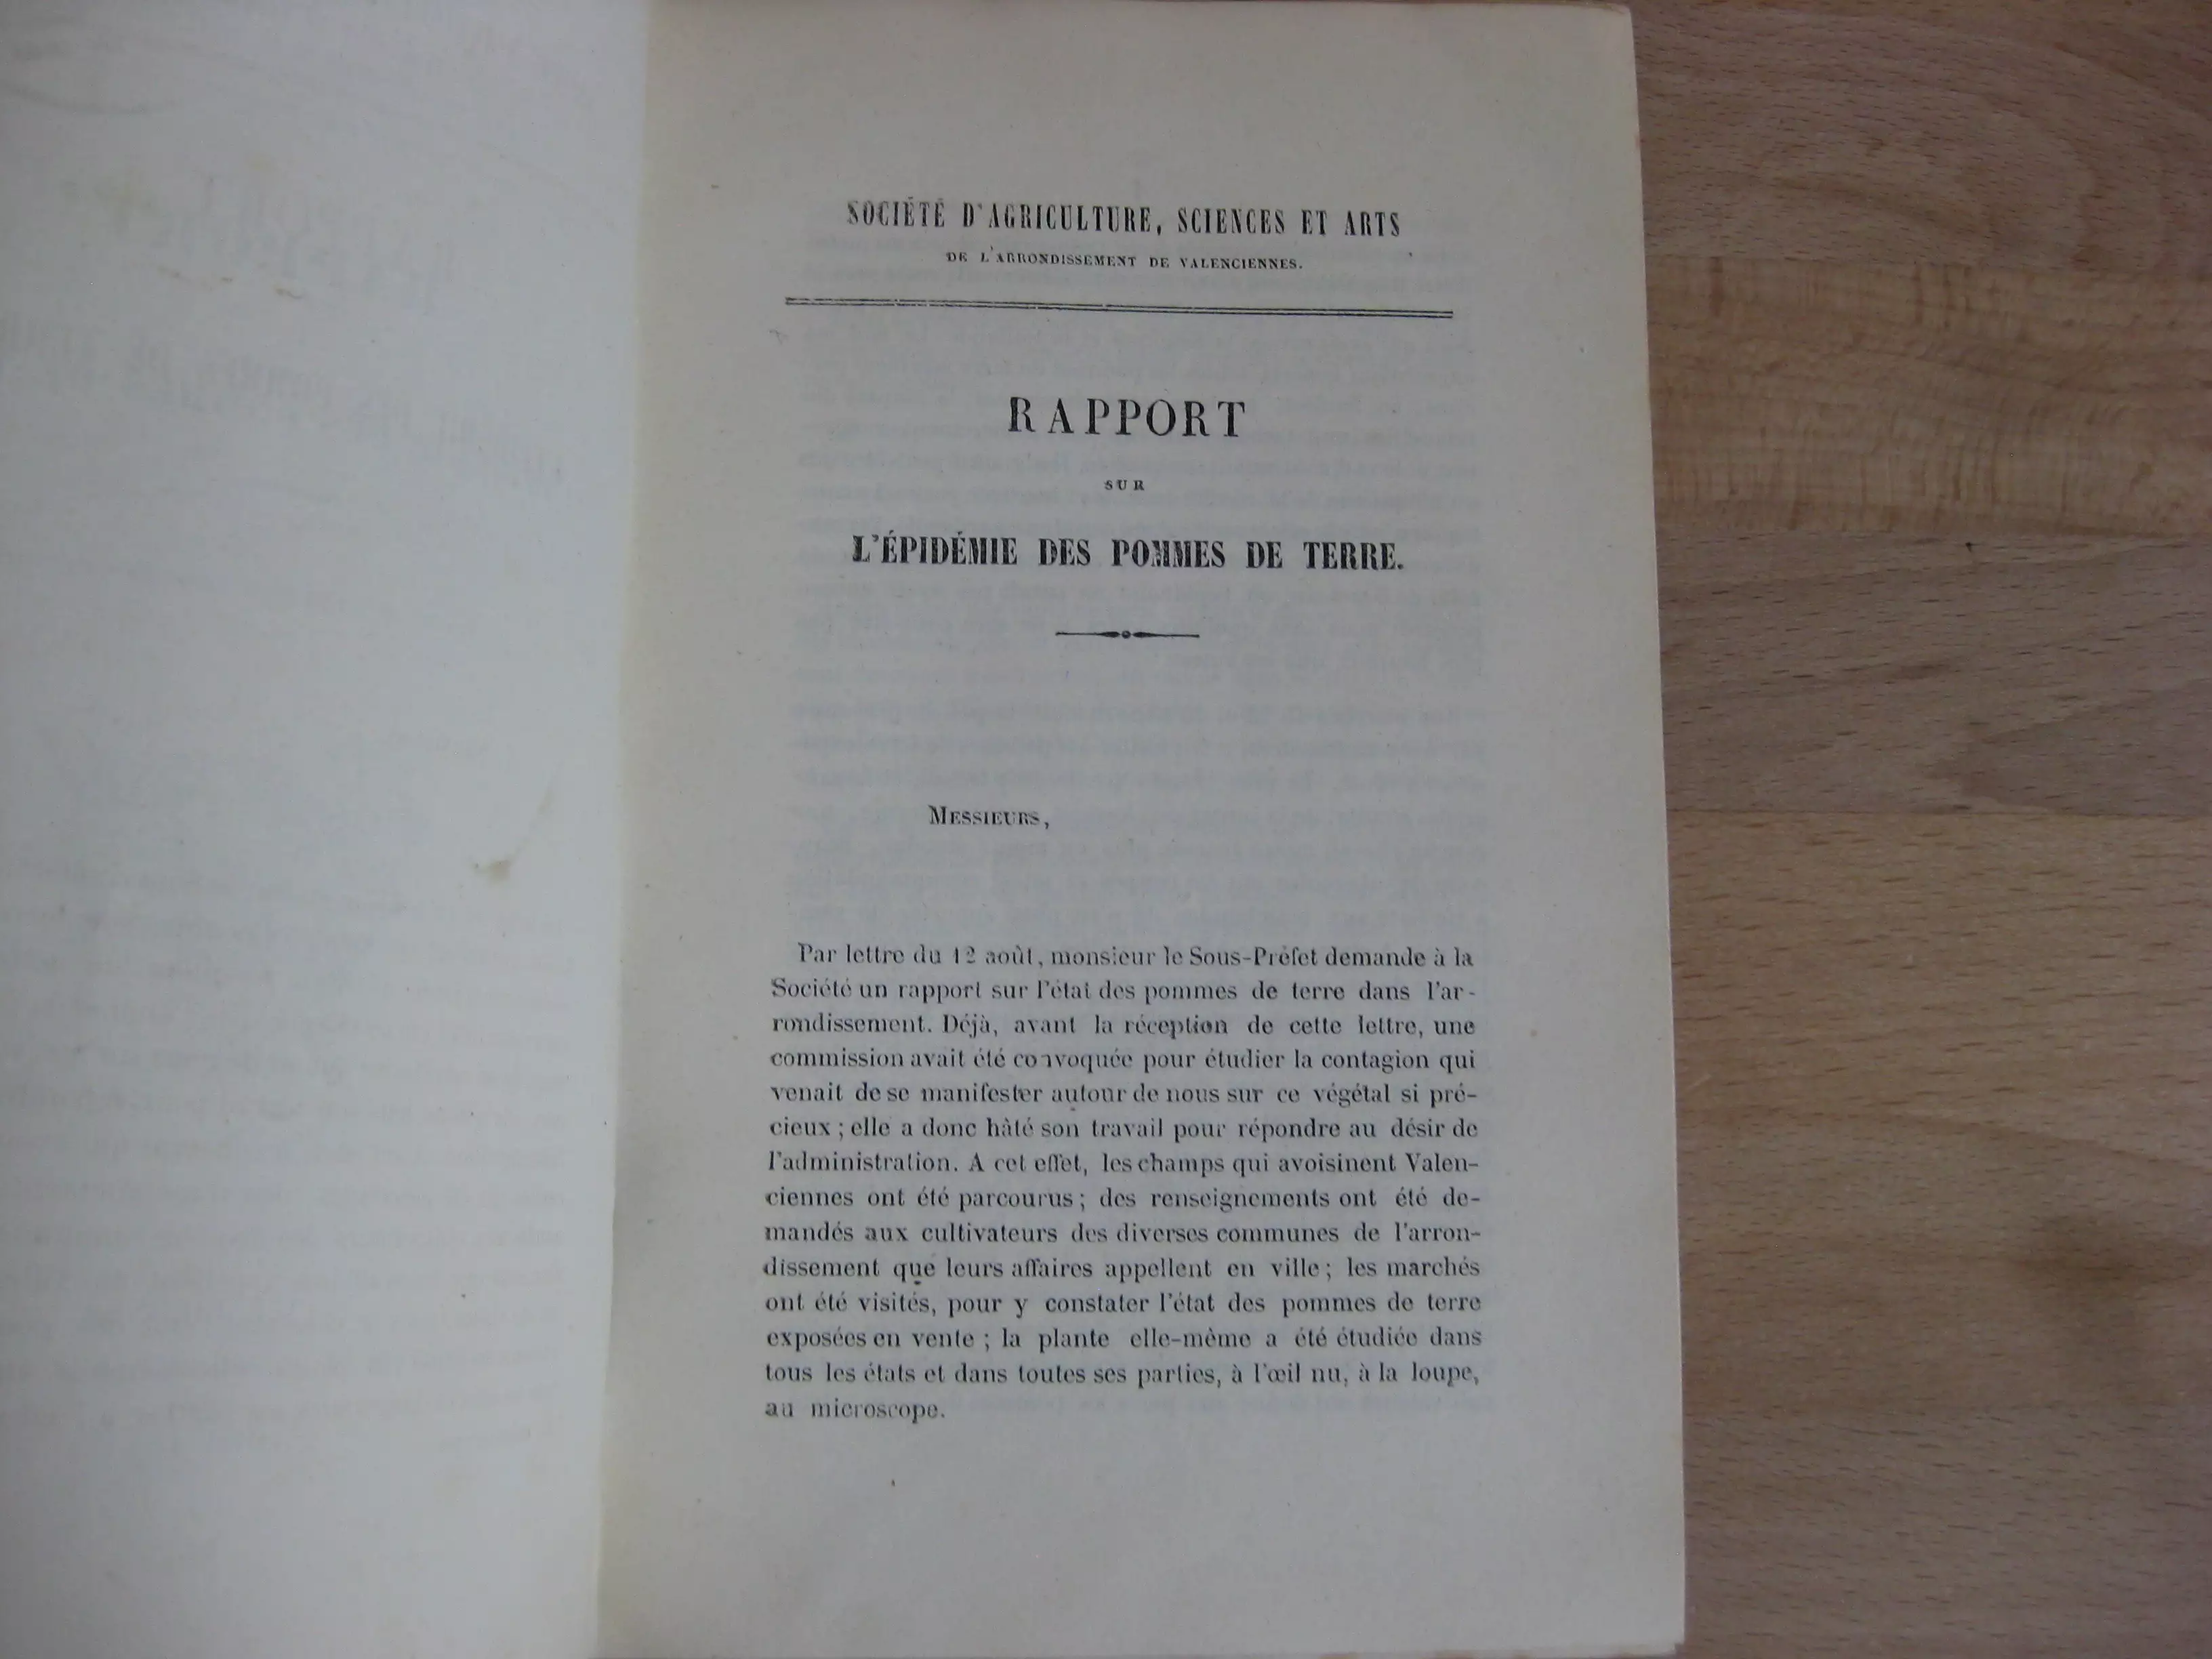 SOCIÉTÉ D'AGRICULTURE, SCIENCES ET ARTS
DE L'ARRONDISSEMENT DE VALENCIENNES.
RAPPORT
SUR
L'ÉPIDÉMIE DES POMMES DE TERRE.
MESSIEURS,
Par lettre du 12 août, monsieur le Sous-Préfet demande à la
Société un rapport sur l'état des pommes de terre dans l'ar-
rondissement. Déjà, avant la réception de cette lettre, une
commission avait été convoquée pour étudier la contagion qui
venait de se manifester autour de nous sur ce végétal si pré-
cieux ; elle a donc hâté son travail pour répondre au désir de
l'administration. A cet effet, les champs qui avoisinent Valen-
ciennes ont été parcourus ; des renseignements ont été de-
mandés aux cultivateurs des diverses communes de l'arron-
dissement que leurs affaires appellent en ville ; les marchés
ont été visités, pour y constater l'état des pommes de terre
exposées en vente ; la plante elle-même a été étudiée dans
tous les états et dans toutes ses parties, à l'œil nu, à la loupe,
au microscope.